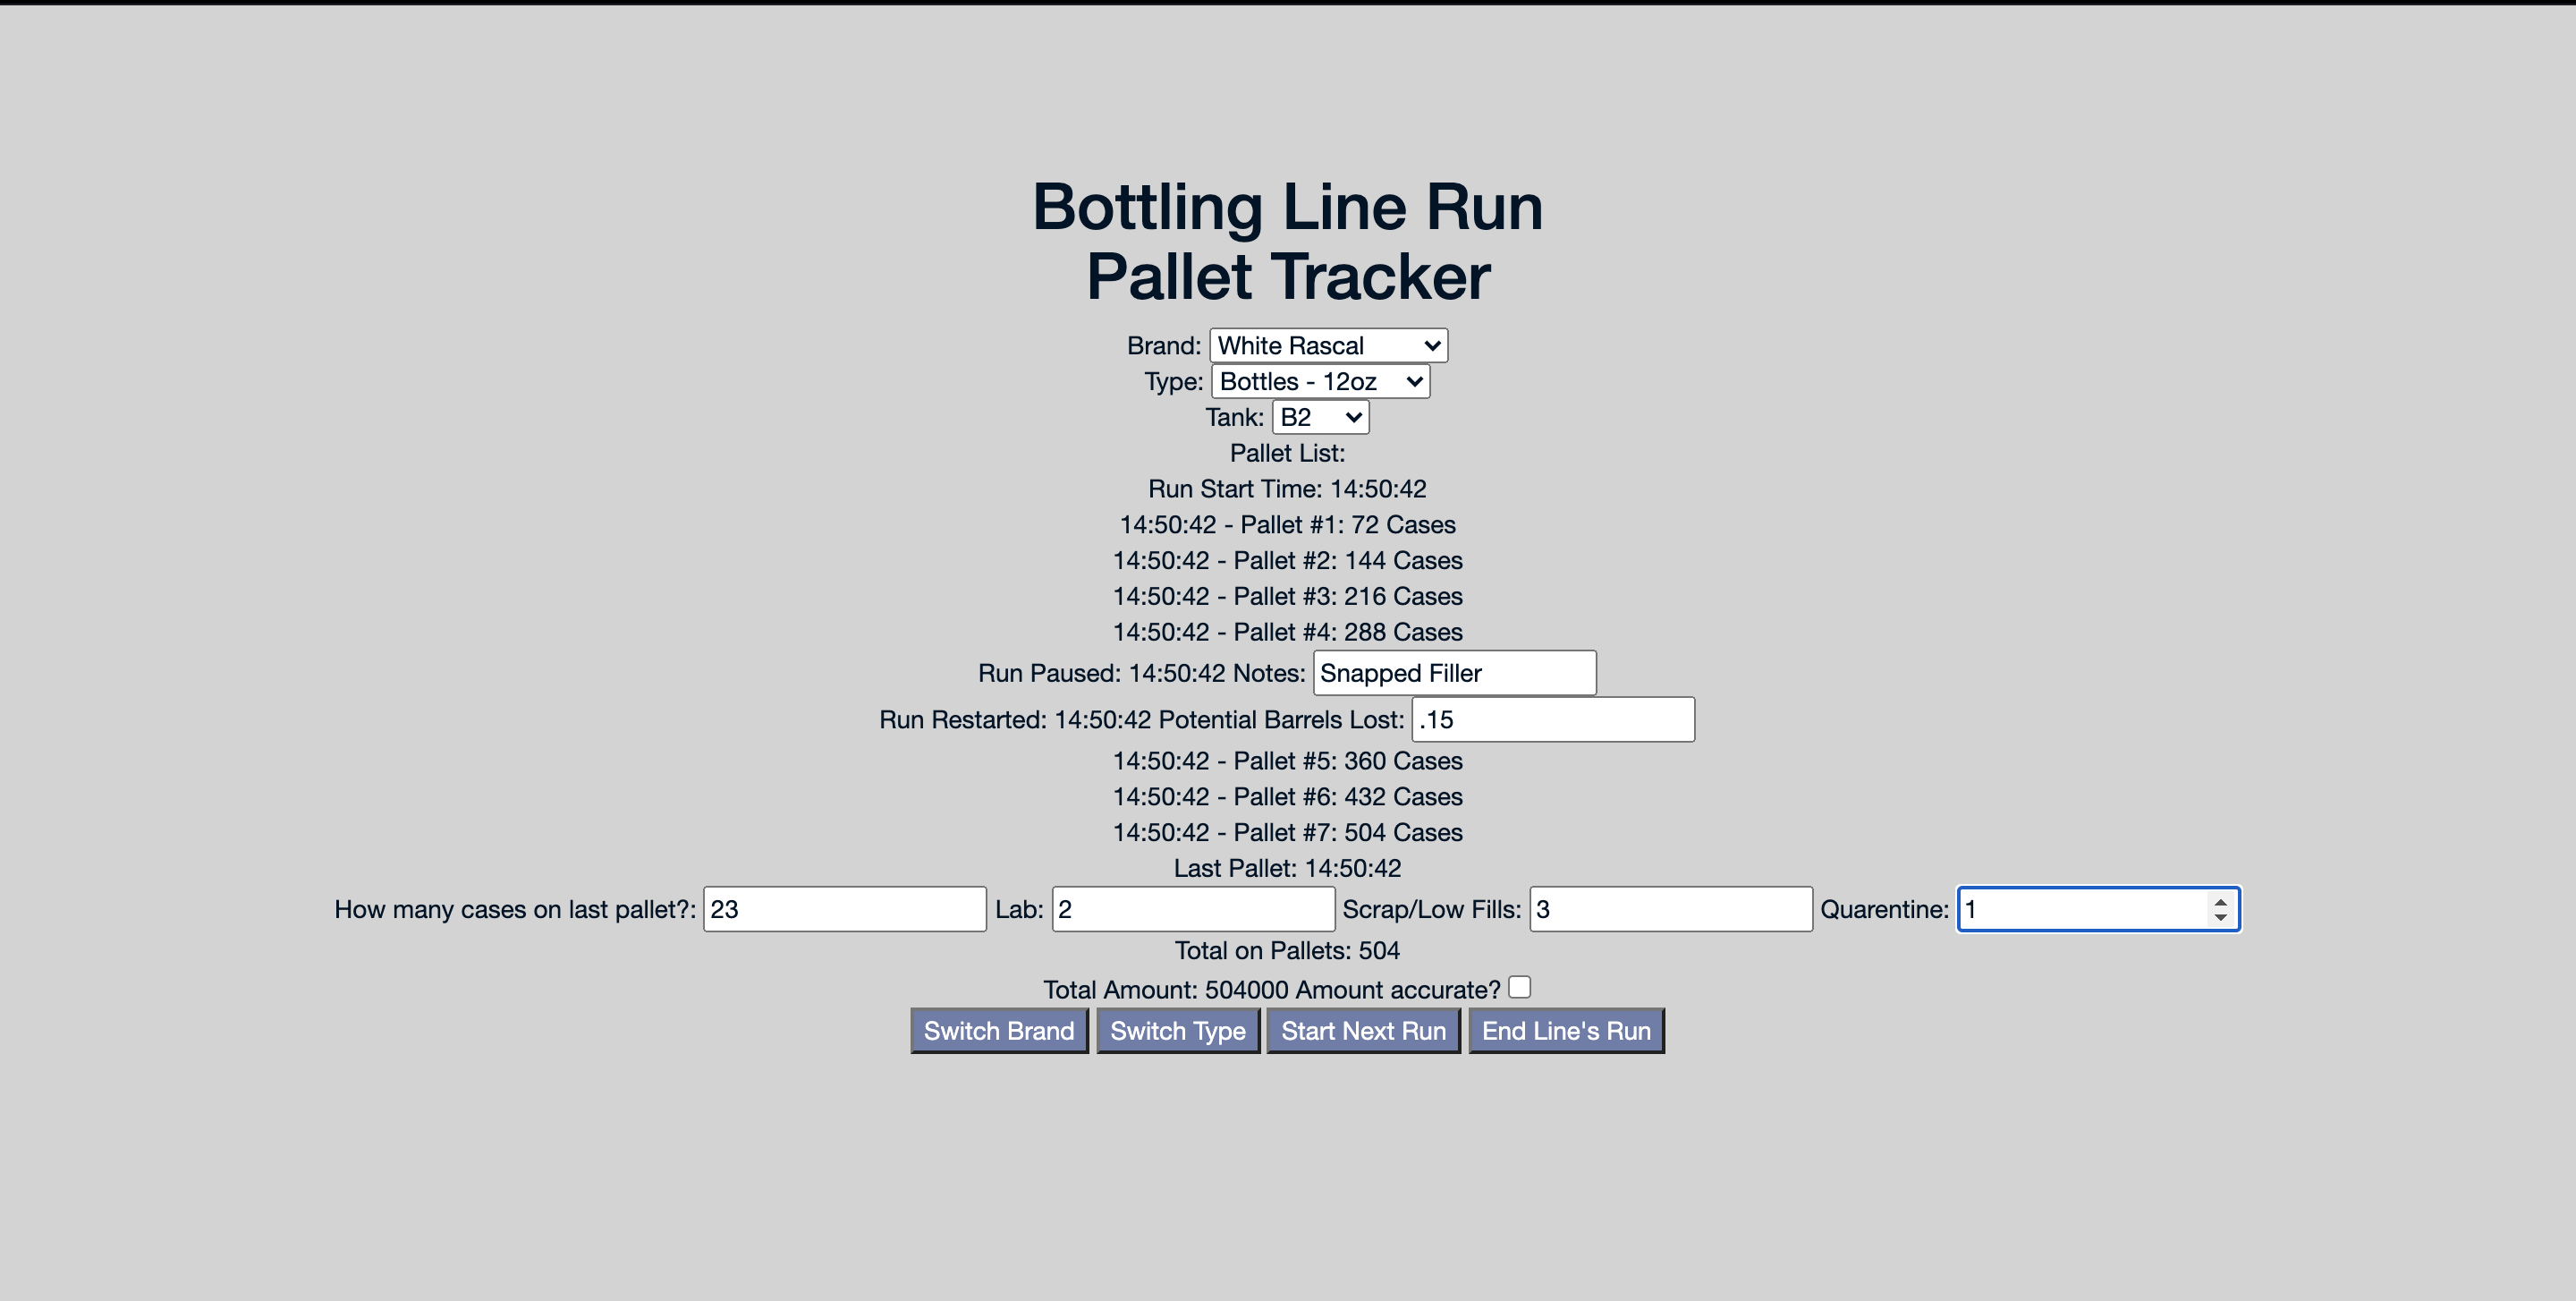 Bottling Line Run
Pallet Tracker
Brand: White Rascal
Type: Bottles - 12oz
Tank: B2
Pallet List:
Run Start Time: 14:50:42
14:50:42 - Pallet #1: 72 Cases
14:50:42 - Pallet #2: 144 Cases
14:50:42 - Pallet #3: 216 Cases
14:50:42 - Pallet #4: 288 Cases
Run Paused: 14:50:42 Notes: Snapped Filler
Run Restarted: 14:50:42 Potential Barrels Lost: .15
14:50:42 - Pallet #5: 360 Cases
14:50:42 - Pallet #6: 432 Cases
14:50:42 - Pallet #7: 504 Cases
Last Pallet: 14:50:42
How many cases on last pallet?: 23 Lab: 2 Scrap/Low Fills: 3 Quarentine: 1
Total on Pallets: 504
Total Amount: 504000 Amount accurate?
Switch Brand Switch Type Start Next Run End Line's Run